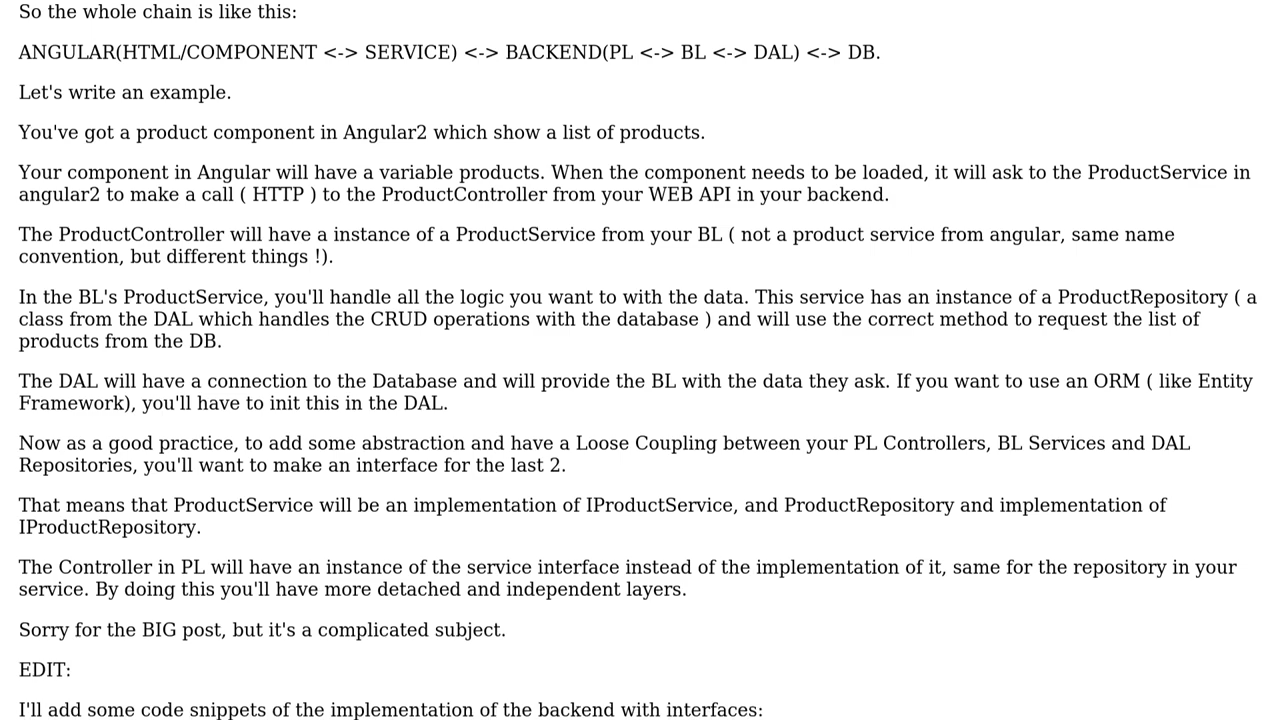 So the whole chain is like this:
ANGULAR(HTML/COMPONENT <-> SERVICE) <-> BACKEND(PL <-> BL <-> DAL) <-> DB.
Let's write an example.
You've got a product component in Angular2 which show a list of products.
Your component in Angular will have a variable products. When the component needs to be loaded, it will ask to the ProductService in
angular2 to make a call ( HTTP ) to the ProductController from your WEB API in your backend.
The ProductController will have a instance of a ProductService from your BL ( not a product service from angular, same name
convention, but different things !).
In the BL's ProductService, you'll handle all the logic you want to with the data. This service has an instance of a ProductRepository ( a
class from the DAL which handles the CRUD operations with the database ) and will use the correct method to request the list of
products from the DB.
The DAL will have a connection to the Database and will provide the BL with the data they ask. If you want to use an ORM ( like Entity
Framework), you'll have to init this in the DAL.
Now as a good practice, to add some abstraction and have a Loose Coupling between your PL Controllers, BL Services and DAL
Repositories, you'll want to make an interface for the last 2.
That means that ProductService will be an implementation of IProductService, and ProductRepository and implementation of
IProductRepository.
The Controller in PL will have an instance of the service interface instead of the implementation of it, same for the repository in your
service. By doing this you'll have more detached and independent layers.
Sorry for the BIG post, but it's a complicated subject.
EDIT:
I'll add some code snippets of the implementation of the backend with interfaces: